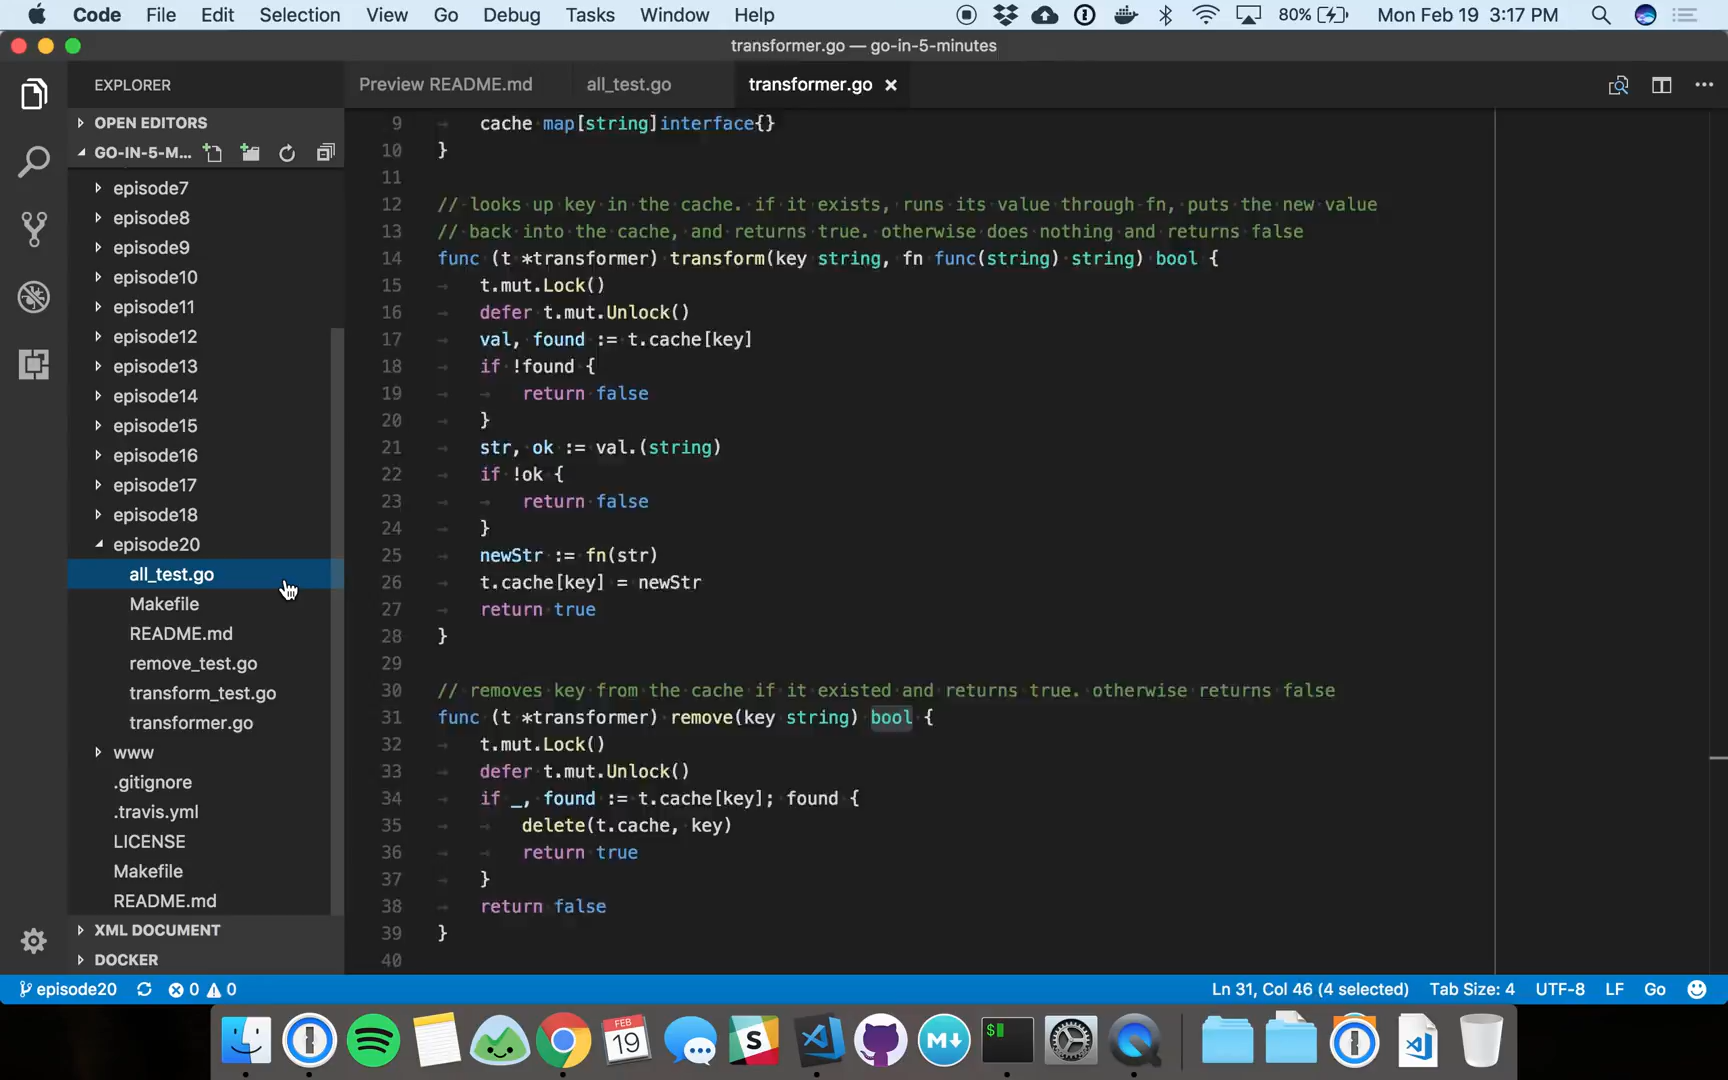 Code File Edit Selection View Go Debug Tasks Window Help 80% Mon Feb 19 3:17 PM
transformer.go — go-in-5-minutes
EXPLORER
OPEN EDITORS
GO-IN-5-M...
episode7
episode8
episode9
episode10
episode11
episode12
episode13
episode14
episode15
episode16
episode17
episode18
episode20
all_test.go
Makefile
README.md
remove_test.go
transform_test.go
transformer.go
www
.gitignore
.travis.yml
LICENSE
Makefile
README.md
XML DOCUMENT
DOCKER
Preview README.md all_test.go transformer.go
9 cache map[string]interface{}
10 }
11
12 // looks up key in the cache. if it exists, runs its value through fn, puts the new value
13 // back into the cache, and returns true. otherwise does nothing and returns false
14 func (t *transformer) transform(key string, fn func(string) string) bool {
15 t.mut.Lock()
16 defer t.mut.Unlock()
17 val, found := t.cache[key]
18 if !found {
19 return false
20 }
21 str, ok := val.(string)
22 if !ok {
23 return false
24 }
25 newStr := fn(str)
26 t.cache[key] = newStr
27 return true
28 }
29
30 // removes key from the cache if it existed and returns true. otherwise returns false
31 func (t *transformer) remove(key string) bool {
32 t.mut.Lock()
33 defer t.mut.Unlock()
34 if _, found := t.cache[key]; found {
35 delete(t.cache, key)
36 return true
37 }
38 return false
39 }
40
episode20 0 0 Ln 31, Col 46 (4 selected) Tab Size: 4 UTF-8 LF Go
FEB
19
S
M
$